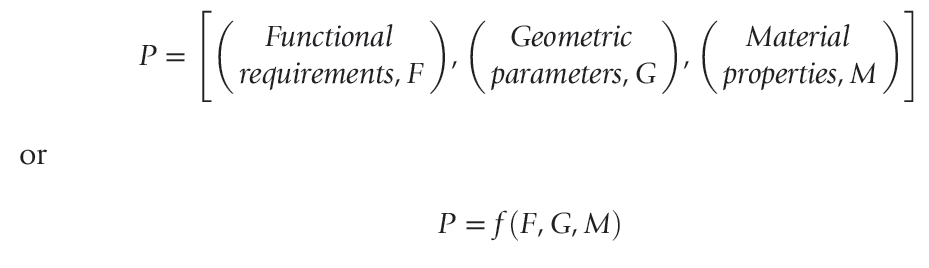 P = [(Functional requirements, F), (Geometric parameters, G), (Material properties, M)]
or
P = f(F, G, M)